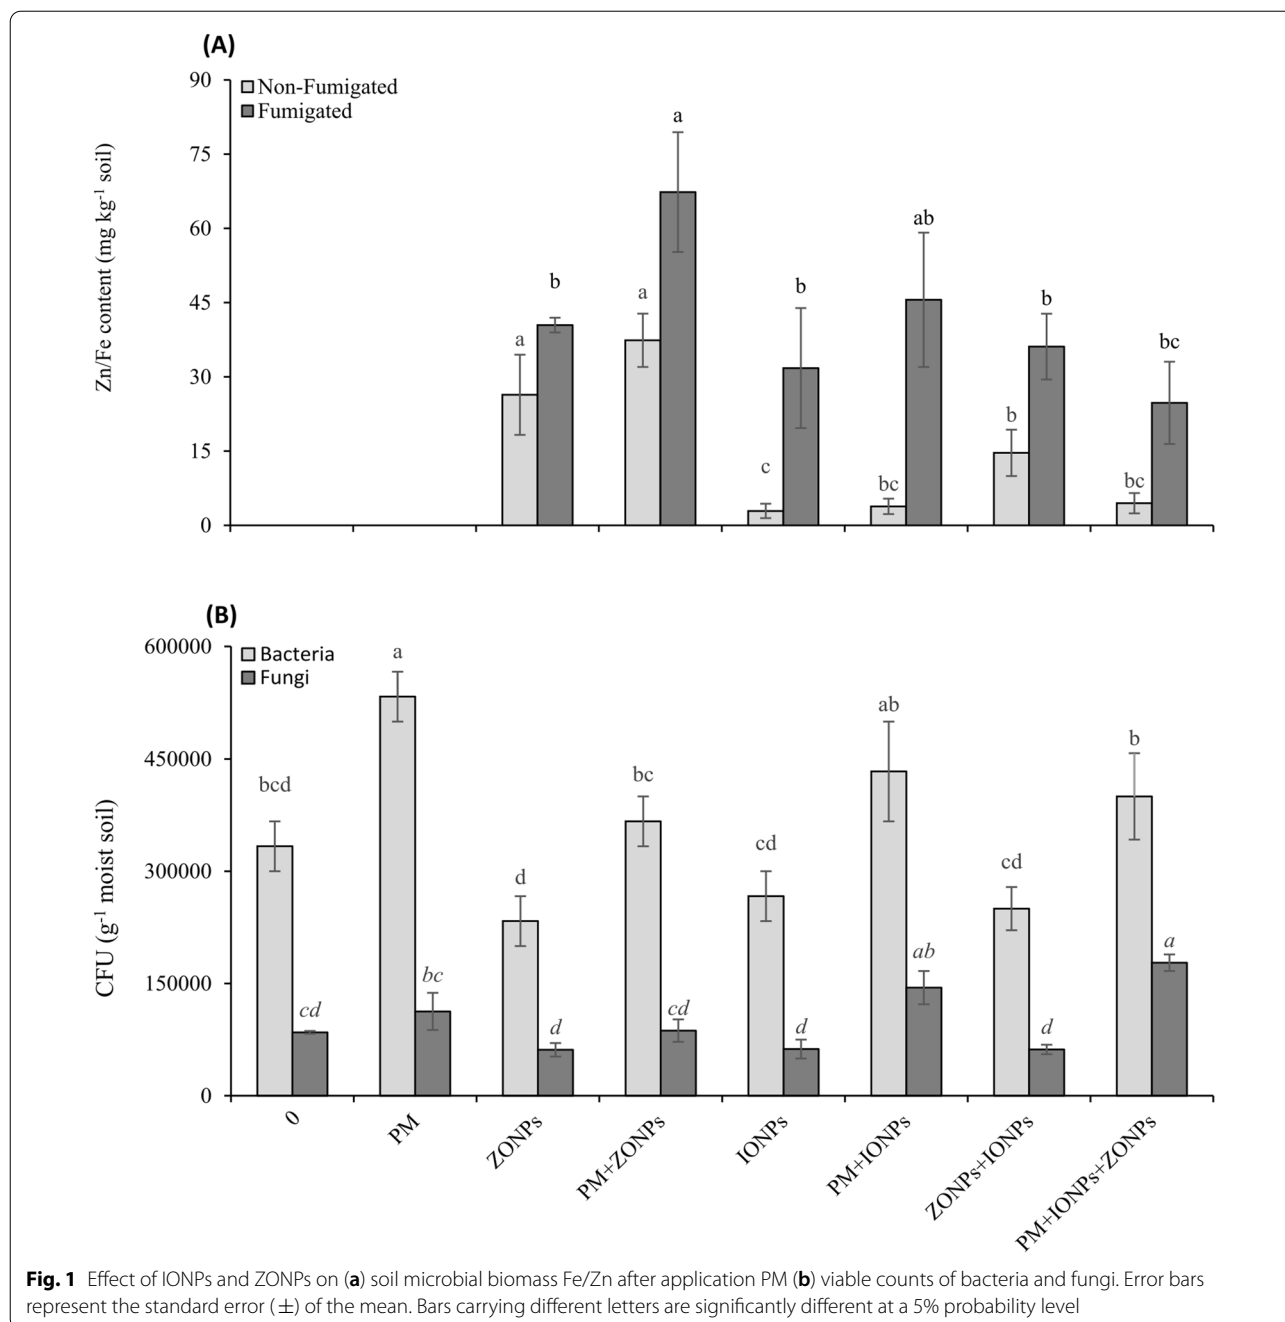 (A)
90
75
60
45
30
15
0
Zn/Fe content (mg kg⁻¹ soil)
Non-Fumigated
Fumigated
a
b
a
a
c
b
bc
ab
b
b
bc
bc
(B)
600000
450000
300000
150000
0
CFU (g⁻¹ moist soil)
Bacteria
Fungi
bcd
cd
a
bc
d
d
bc
cd
cd
d
ab
ab
cd
d
b
a
0
PM
ZONPs
PM+ZONPs
IONPs
PM+IONPs
ZONPs+IONPs
PM+IONPs+ZONPs
Fig. 1 Effect of IONPs and ZONPs on (a) soil microbial biomass Fe/Zn after application PM (b) viable counts of bacteria and fungi. Error bars
represent the standard error (±) of the mean. Bars carrying different letters are significantly different at a 5% probability level